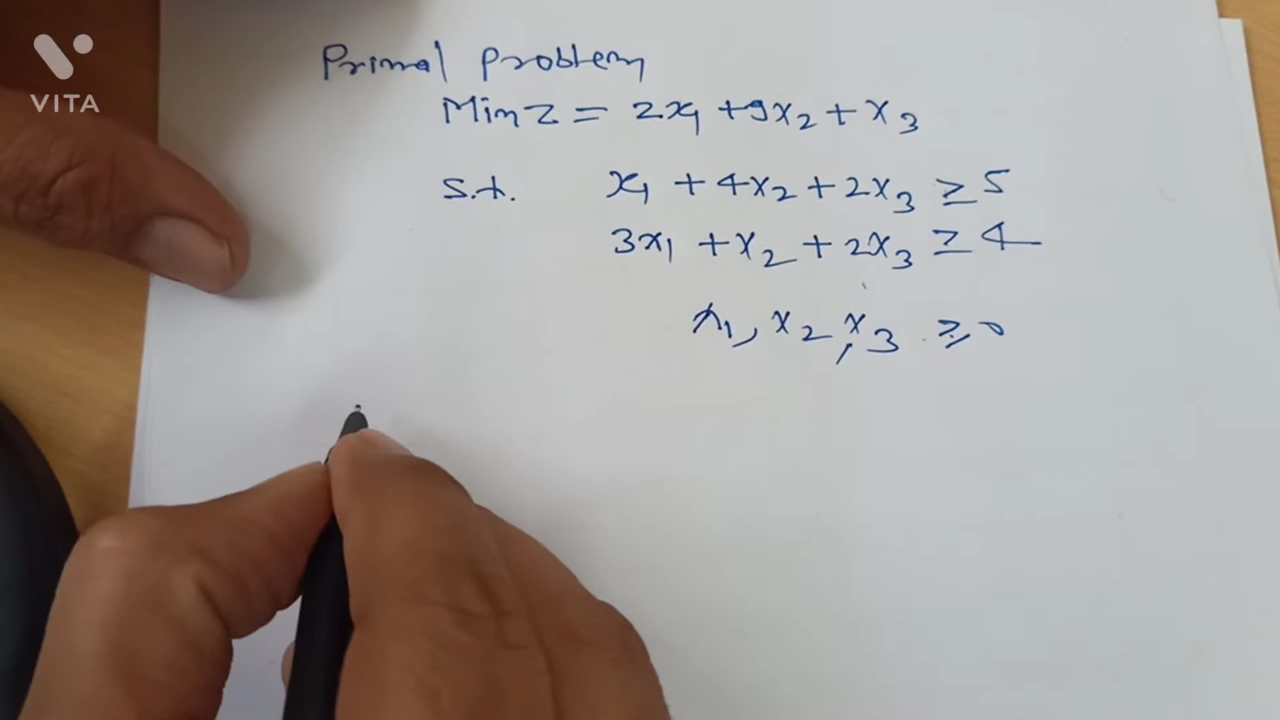 VITA
Primal Problem
Min Z = 2x₁ + 9x₂ + x₃
S.t. x₁ + 4x₂ + 2x₃ ≥ 5
3x₁ + x₂ + 2x₃ ≥ 4
x₁, x₂, x₃ ≥ 0